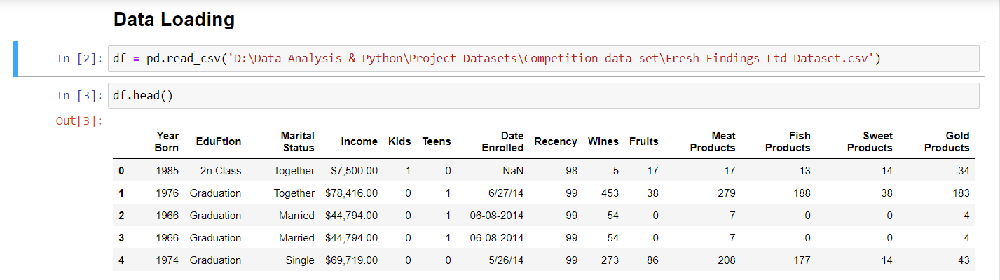 Data Loading
In [2]: df = pd.read_csv('D:\Data Analysis & Python\Project Datasets\Competition data set\Fresh Findings Ltd Dataset.csv')
In [3]: df.head()
Out[3]:
Year Born EduFtion Marital Status Income Kids Teens Date Enrolled Recency Wines Fruits Meat Products Fish Products Sweet Products Gold Products
0 1985 2n Class Together $7,500.00 1 0 NaN 98 5 17 17 13 14 34
1 1976 Graduation Together $78,416.00 0 1 6/27/14 99 453 38 279 188 38 183
2 1966 Graduation Married $44,794.00 0 1 06-08-2014 99 54 0 7 0 0 4
3 1966 Graduation Married $44,794.00 0 1 06-08-2014 99 54 0 7 0 0 4
4 1974 Graduation Single $69,719.00 0 0 5/26/14 99 273 86 208 177 14 43